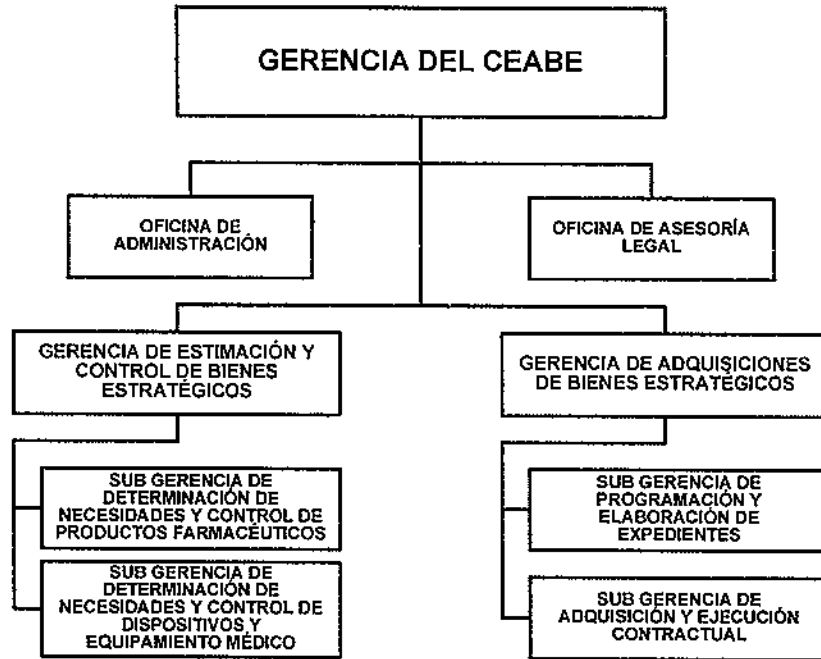 GERENCIA DEL CEABE
OFICINA DE
ADMINISTRACIÓN
OFICINA DE ASESORÍA
LEGAL
GERENCIA DE ESTIMACIÓN Y
CONTROL DE BIENES
ESTRATÉGICOS
GERENCIA DE ADQUISICIONES
DE BIENES ESTRATÉGICOS
SUB GERENCIA DE
DETERMINACIÓN DE
NECESIDADES Y CONTROL DE
PRODUCTOS FARMACÉUTICOS
SUB GERENCIA DE
PROGRAMACIÓN Y
ELABORACIÓN DE
EXPEDIENTES
SUB GERENCIA DE
DETERMINACIÓN DE
NECESIDADES Y CONTROL DE
DISPOSITIVOS Y
EQUIPAMIENTO MÉDICO
SUB GERENCIA DE
ADQUISICIÓN Y EJECUCIÓN
CONTRACTUAL